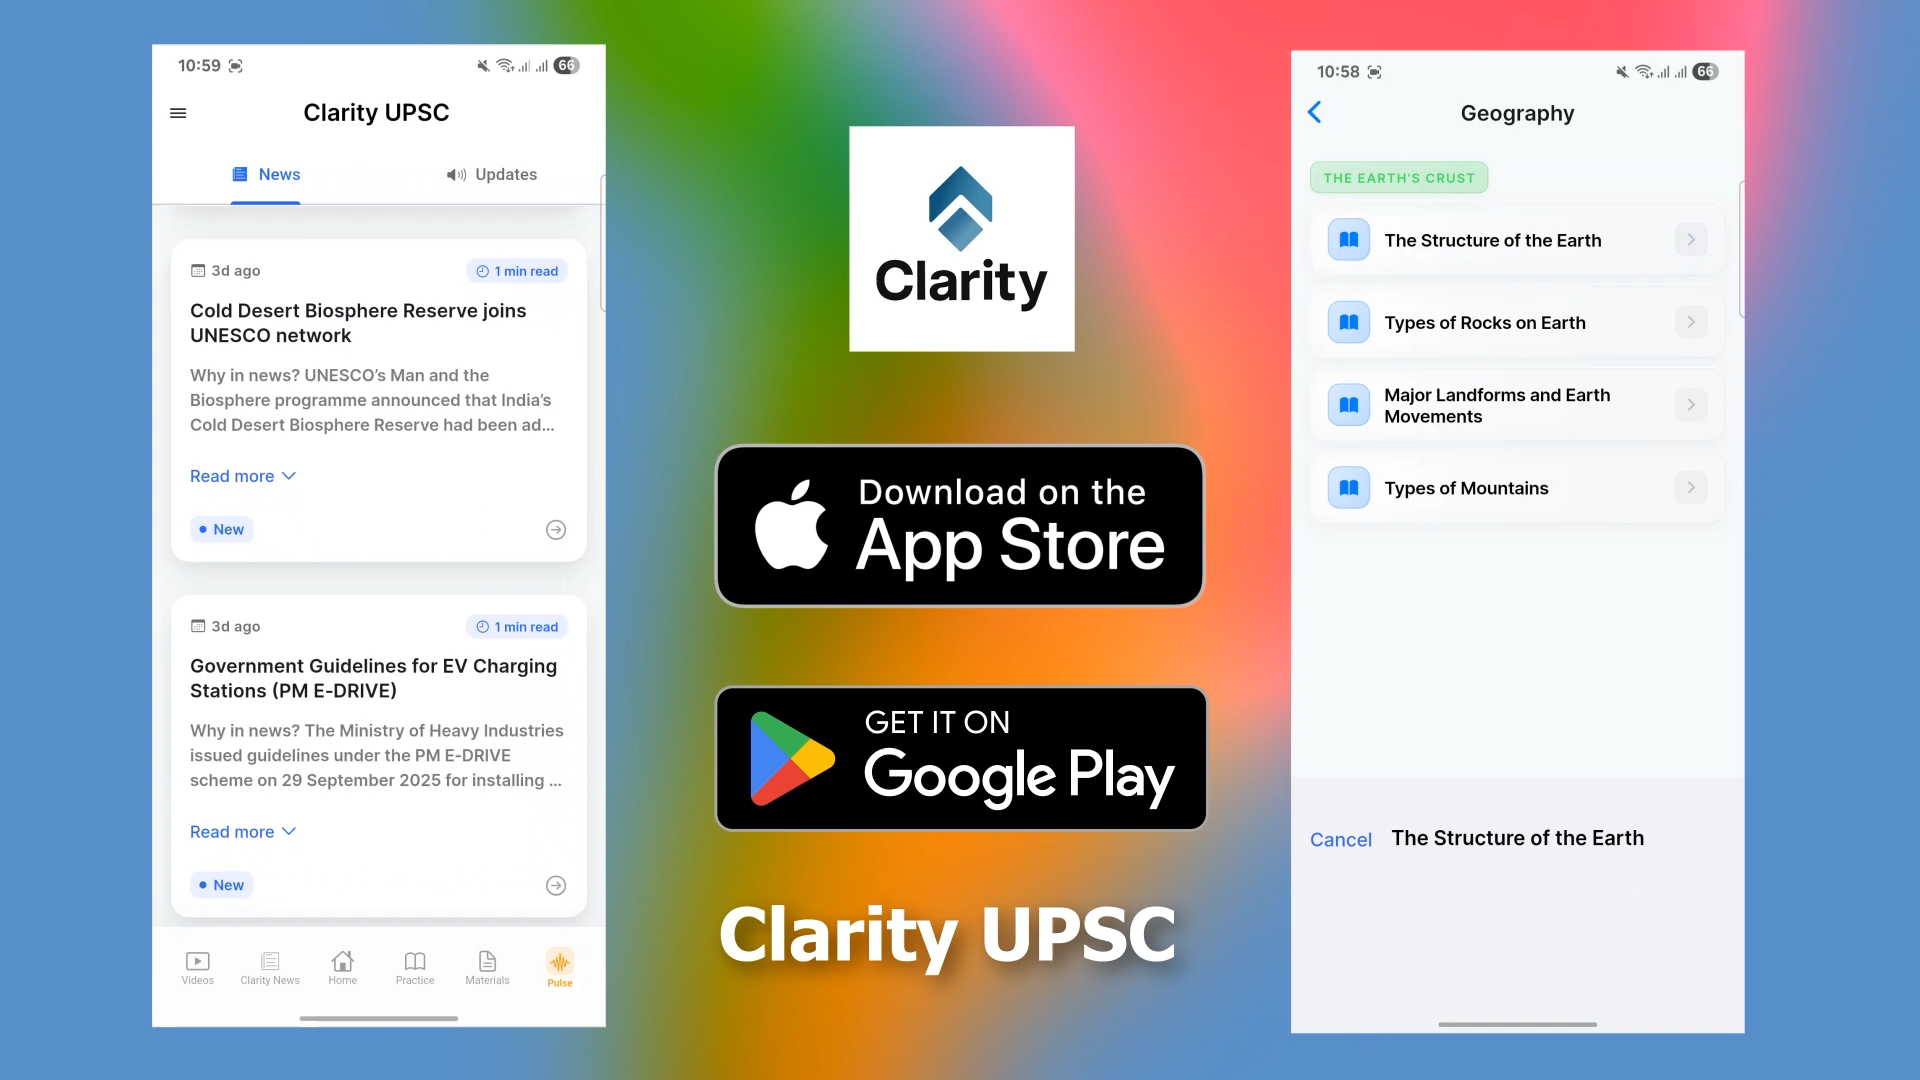 10:59
66
Clarity UPSC
News
Updates
3d ago
1 min read
Cold Desert Biosphere Reserve joins
UNESCO network
Why in news? UNESCO’s Man and the
Biosphere programme announced that India’s
Cold Desert Biosphere Reserve had been ad...
Read more
New
3d ago
1 min read
Government Guidelines for EV Charging
Stations (PM E-DRIVE)
Why in news? The Ministry of Heavy Industries
issued guidelines under the PM E-DRIVE
scheme on 29 September 2025 for installing ...
Read more
New
Videos
Clarity News
Home
Practice
Materials
Pulse
Clarity
Download on the
App Store
GET IT ON
Google Play
Clarity UPSC
10:58
66
Geography
THE EARTH’S CRUST
The Structure of the Earth
Types of Rocks on Earth
Major Landforms and Earth
Movements
Types of Mountains
Cancel
The Structure of the Earth